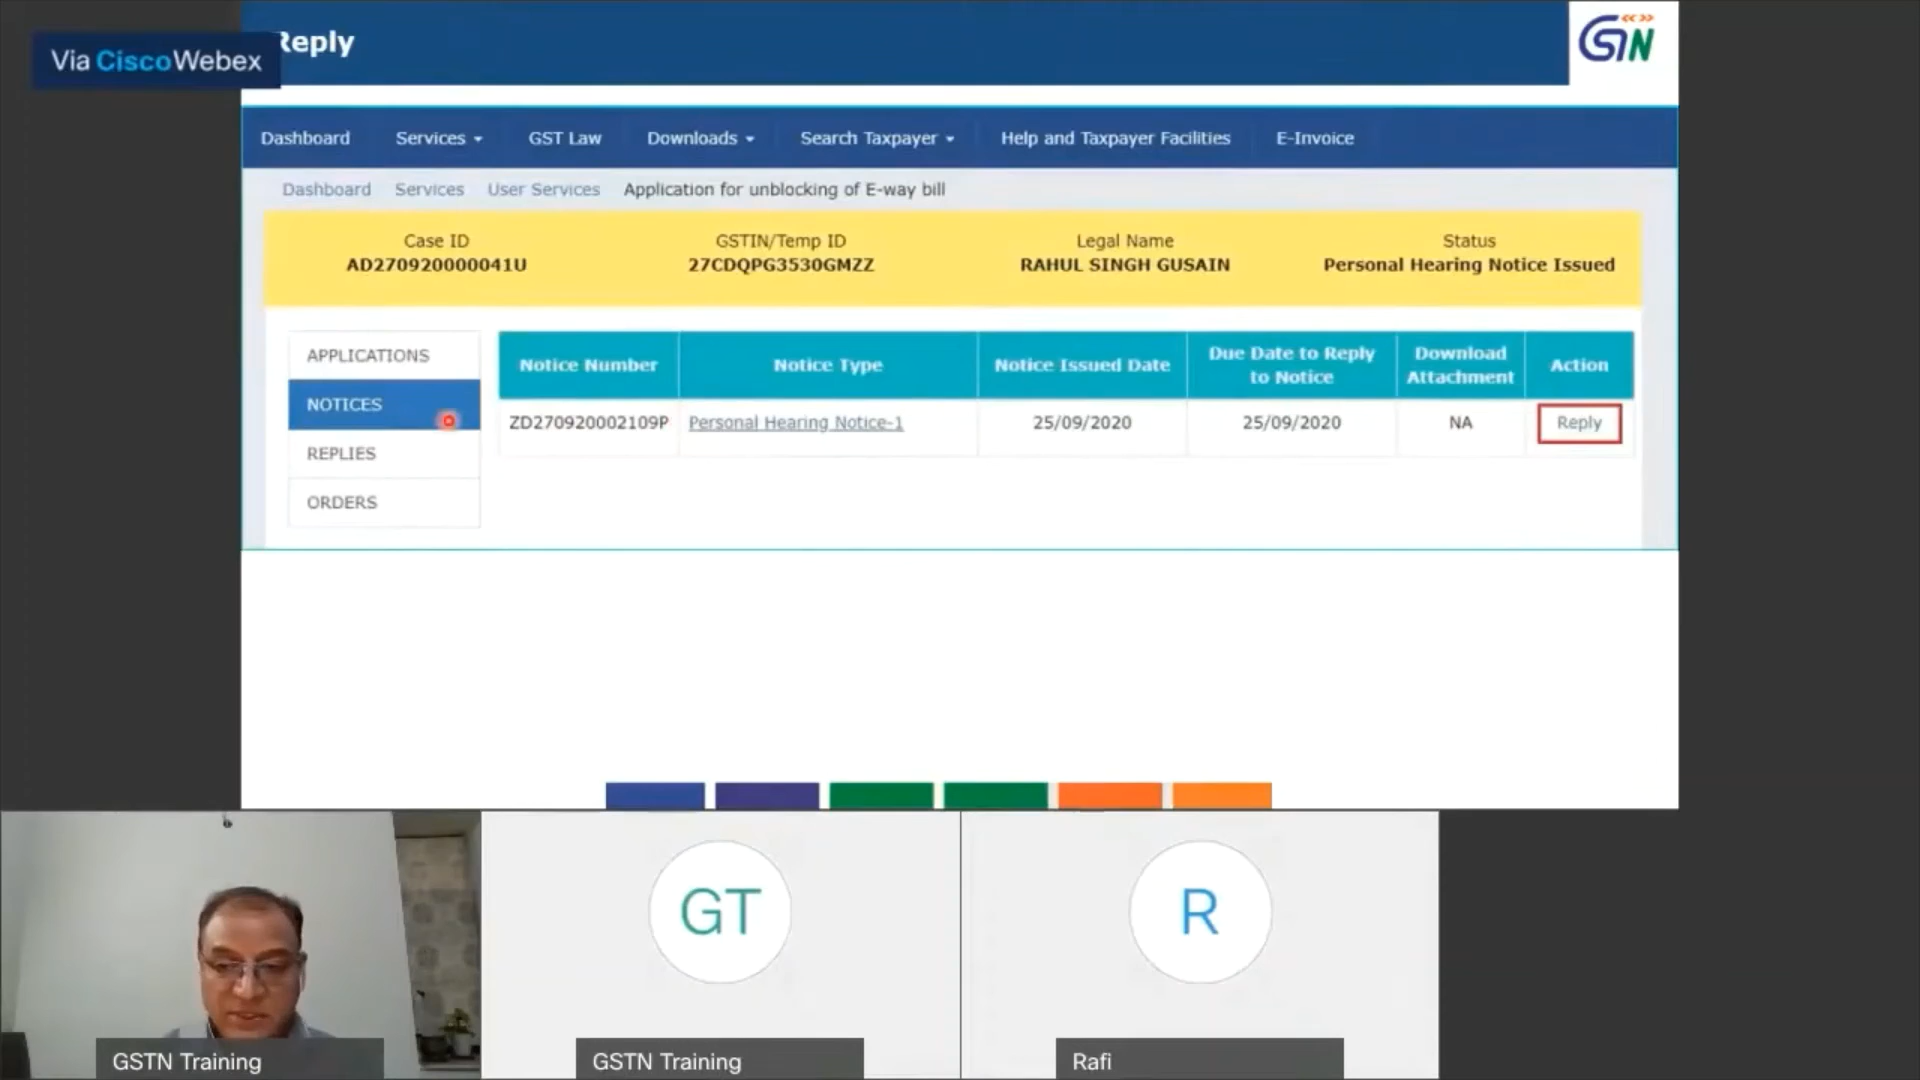 Via CiscoWebex
Reply
GSTN
Dashboard Services GST Law Downloads Search Taxpayer Help and Taxpayer Facilities E-Invoice
Dashboard Services User Services Application for unblocking of E-way bill
Case ID GSTIN/Temp ID Legal Name Status
AD270920000041U 27CDQPG3530GMZZ RAHUL SINGH GUSAIN Personal Hearing Notice Issued
APPLICATIONS
NOTICES
REPLIES
ORDERS
Notice Number Notice Type Notice Issued Date Due Date to Reply to Notice Download Attachment Action
ZD270920002109P Personal Hearing Notice-1 25/09/2020 25/09/2020 NA Reply
GT
R
GSTN Training
GSTN Training
Rafi